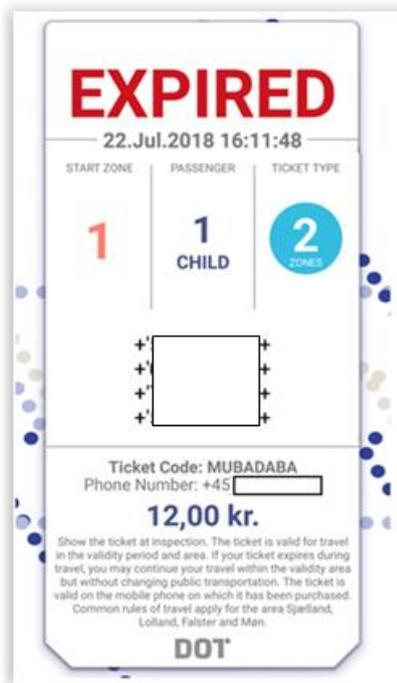 EXPIRED
22.Jul.2018 16:11:48
START ZONE PASSENGER TICKET TYPE
1 1 2
CHILD ZONES
+' +
+' +
+' +
+' +
Ticket Code: MUBADABA
Phone Number: +45
12,00 kr.
Show the ticket at inspection. The ticket is valid for travel
in the validity period and area. If your ticket expires during
travel, you may continue your travel within the validity area
but without changing public transportation. The ticket is
valid on the mobile phone on which it has been purchased.
Common rules of travel apply for the area Sjælland,
Lolland, Falster and Møn.
DOT